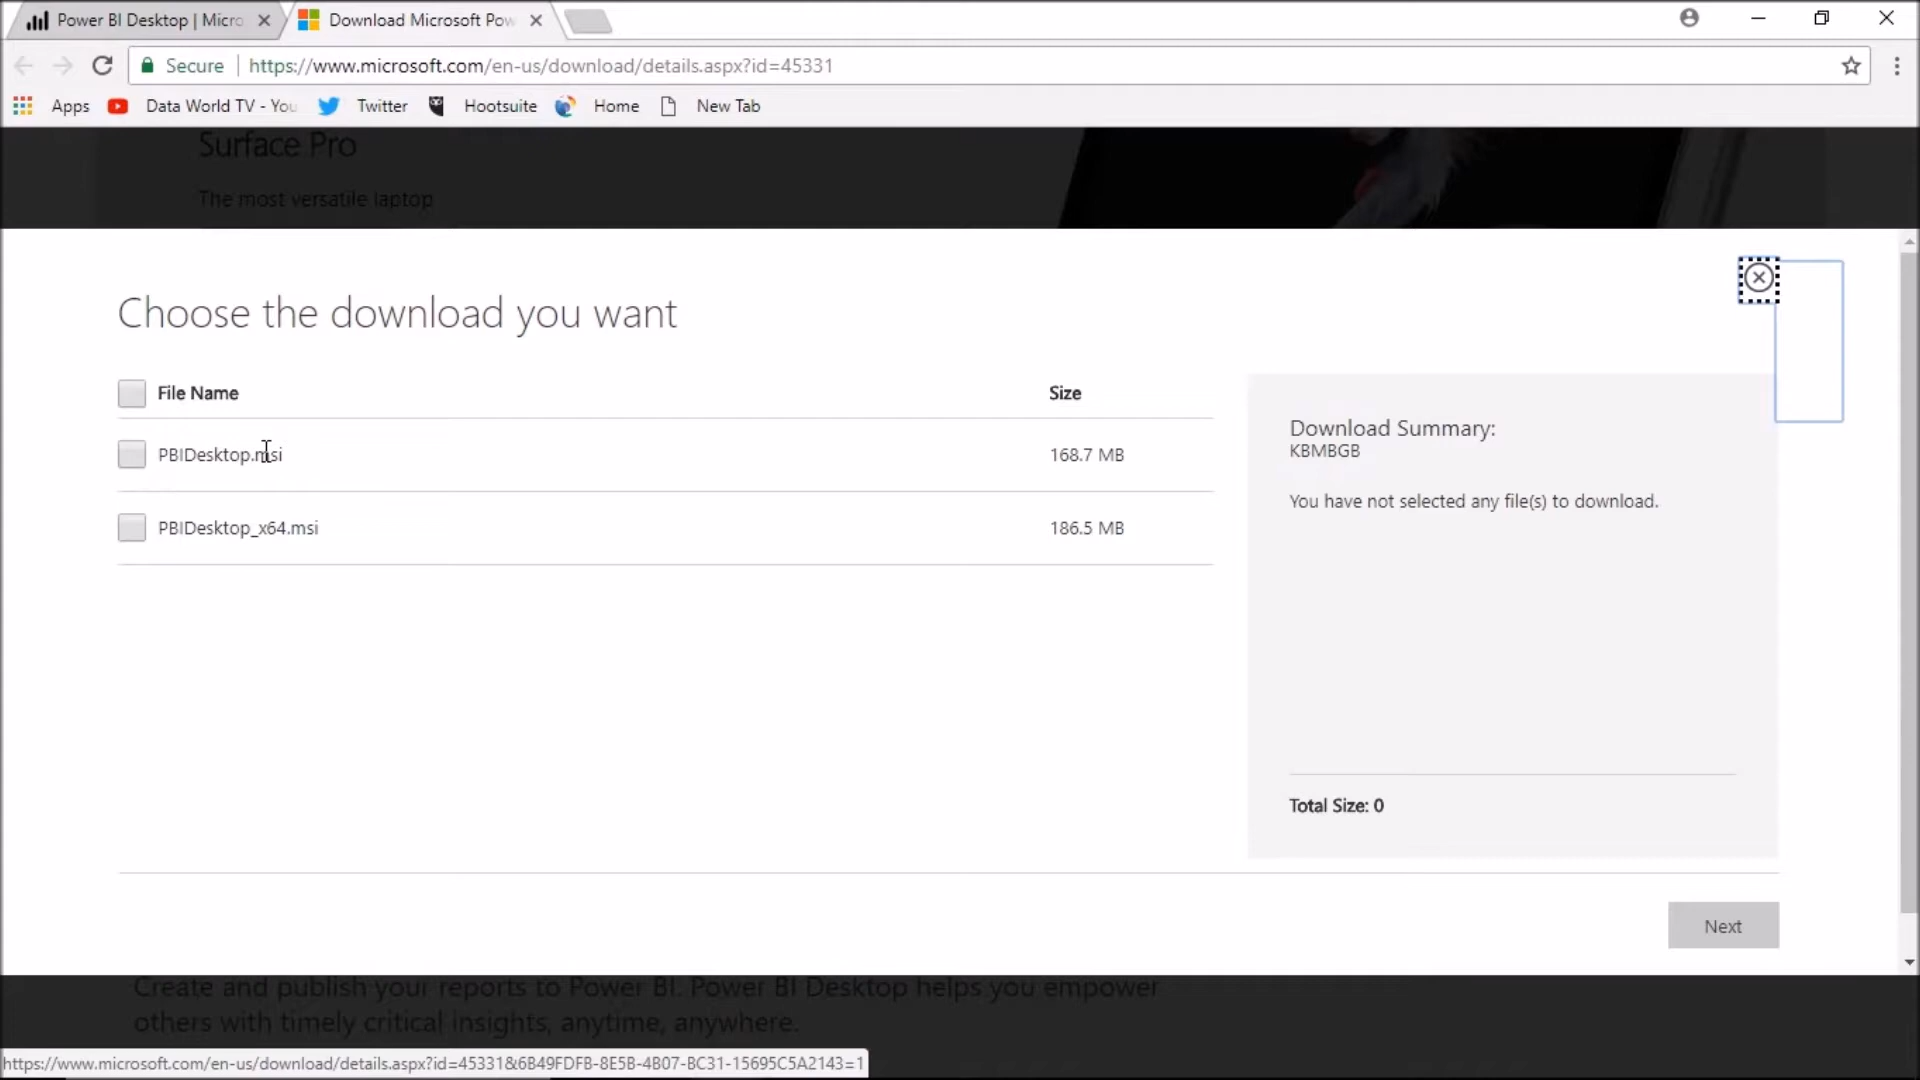 Power BI Desktop | Micro
Download Microsoft Pow
Secure
https://www.microsoft.com/en-us/download/details.aspx?id=45331
Apps
Data World TV - You
Twitter
Hootsuite
Home
New Tab
Surface Pro
The most versatile laptop
Choose the download you want
File Name
Size
PBIDesktop.msi
168.7 MB
PBIDesktop_x64.msi
186.5 MB
Download Summary:
KBMBGB
You have not selected any file(s) to download.
Total Size: 0
Next
Create and publish your reports to Power BI. Power BI Desktop helps you empower
others with timely critical insights, anytime, anywhere.
https://www.microsoft.com/en-us/download/details.aspx?id=45331&6B49FDFB-8E5B-4B07-BC31-15695C5A2143=1